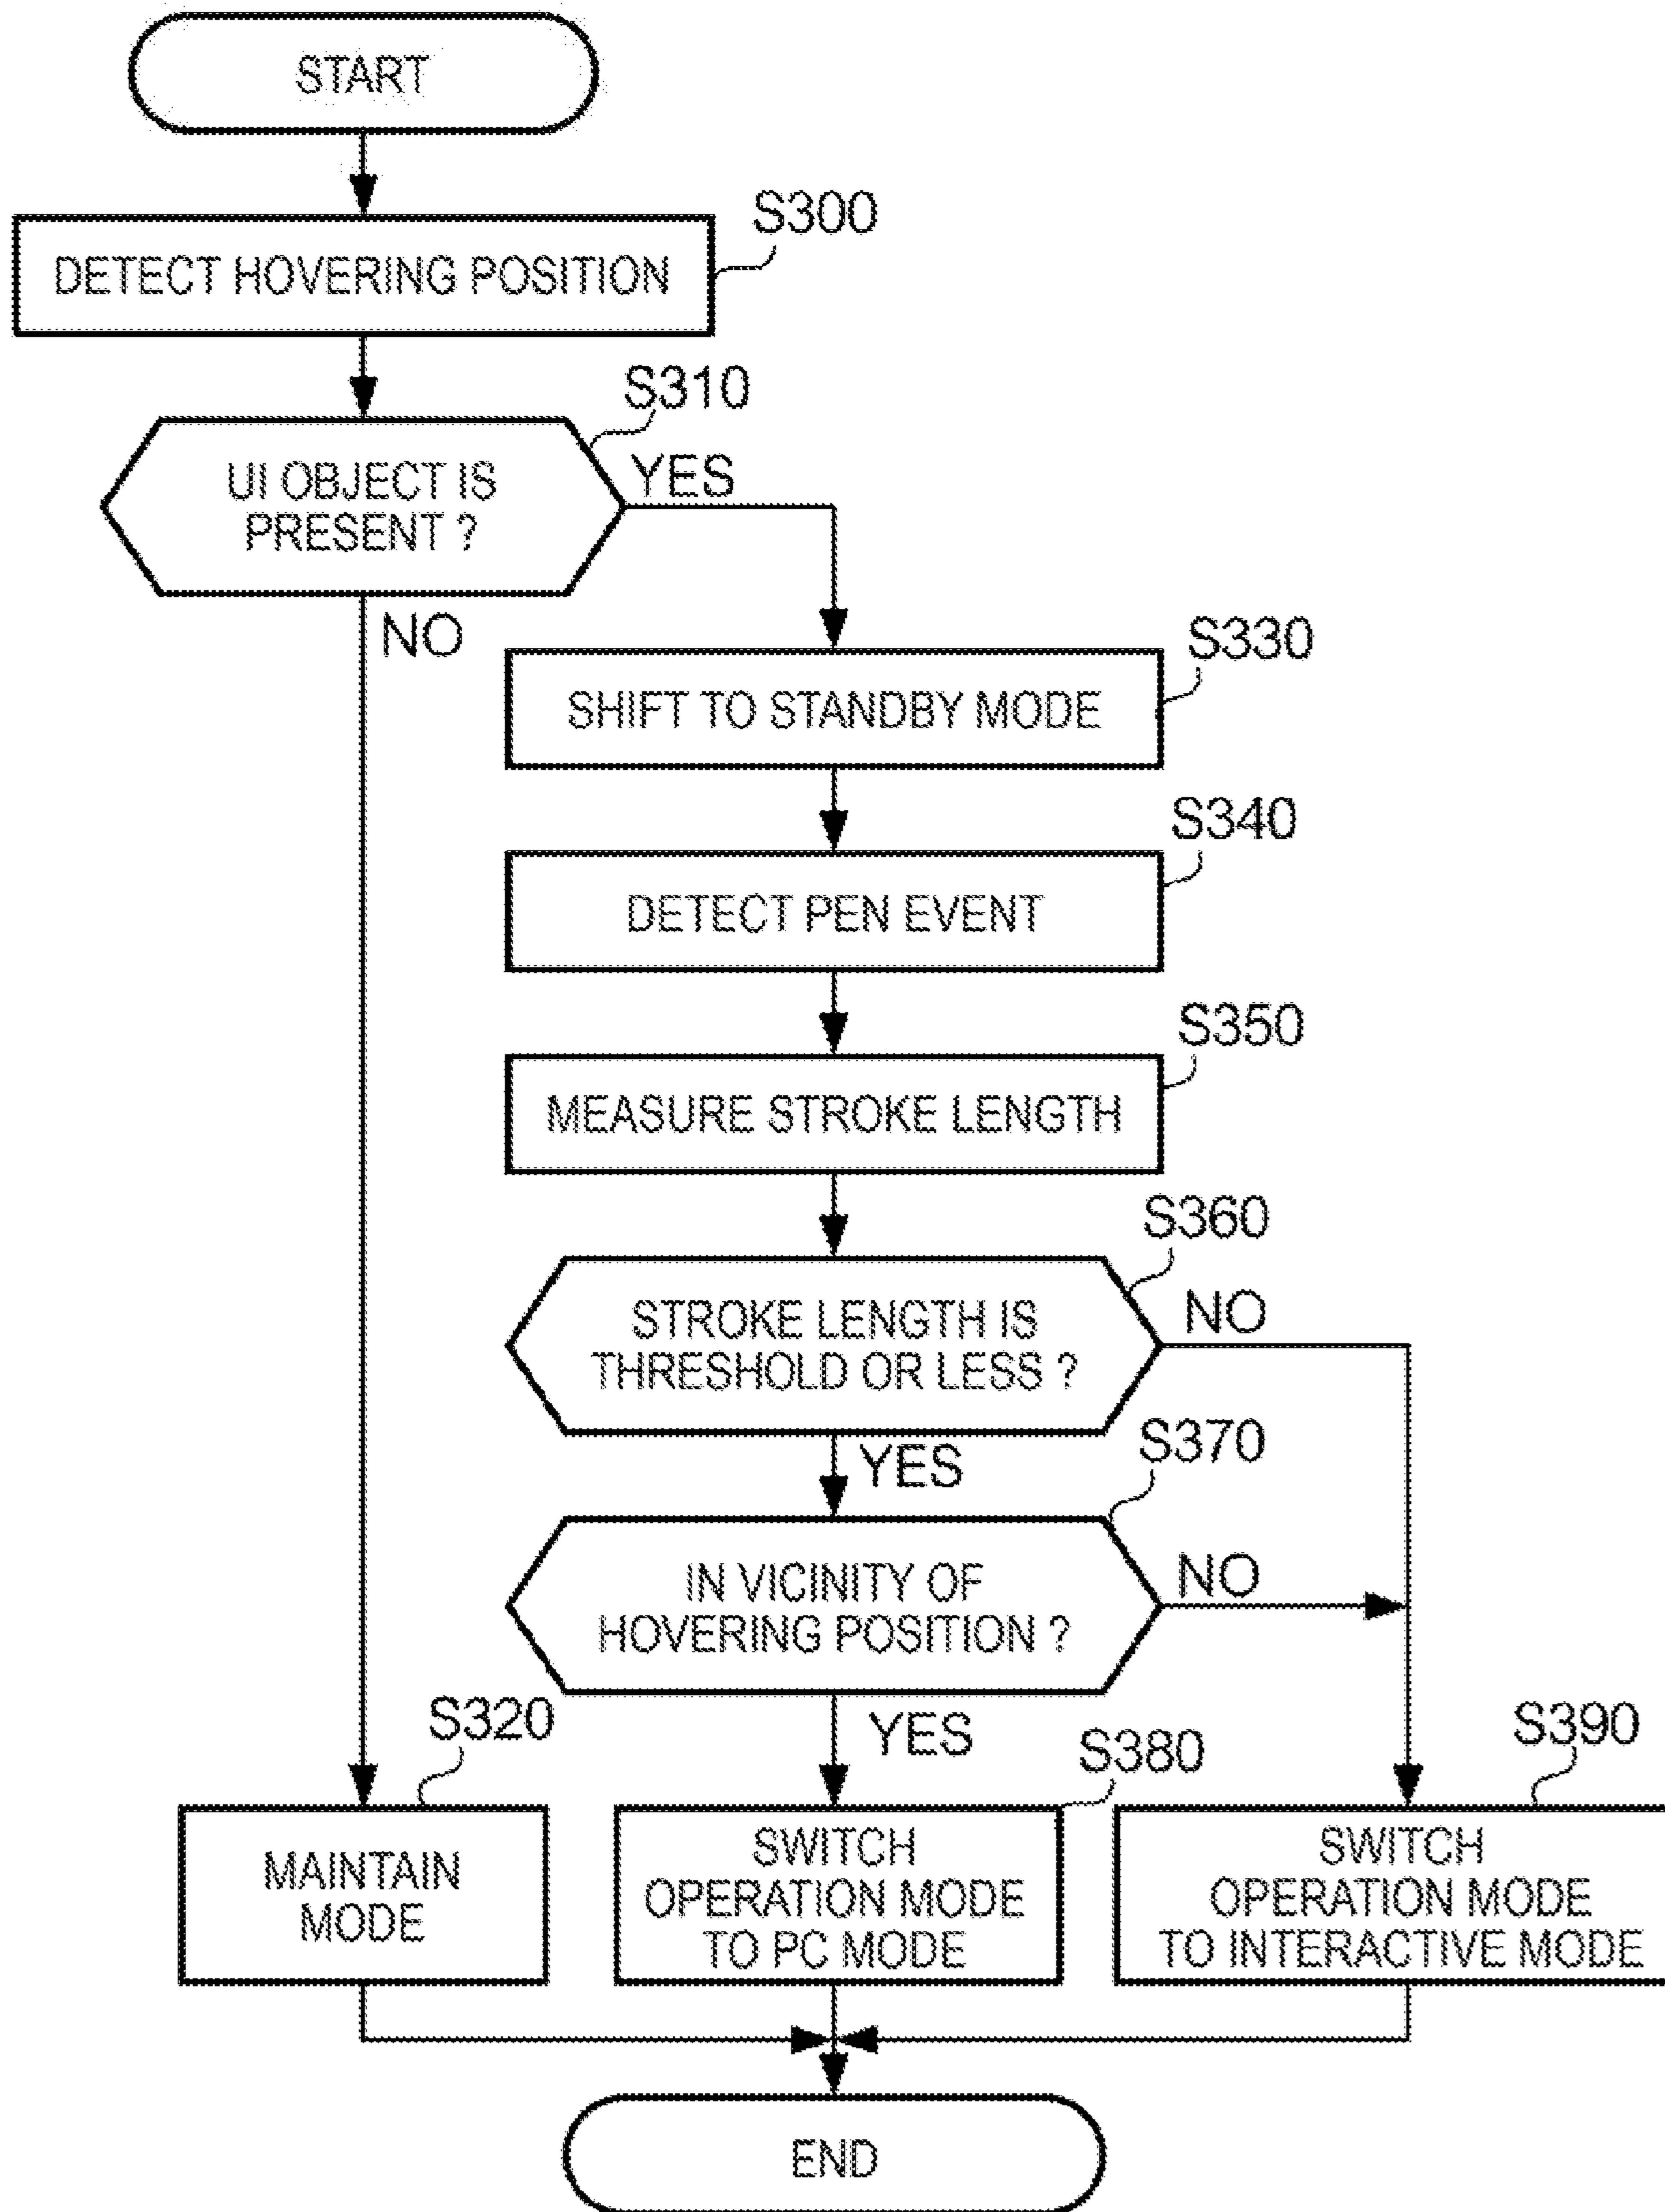 START
S300
DETECT HOVERING POSITION
S310
UI OBJECT IS
PRESENT ?
YES
NO
S330
SHIFT TO STANDBY MODE
S340
DETECT PEN EVENT
S350
MEASURE STROKE LENGTH
S360
STROKE LENGTH IS
THRESHOLD OR LESS ?
NO
YES
S370
IN VICINITY OF
HOVERING POSITION ?
NO
YES
S320
MAINTAIN
MODE
S380
SWITCH
OPERATION MODE
TO PC MODE
S390
SWITCH
OPERATION MODE
TO INTERACTIVE MODE
END